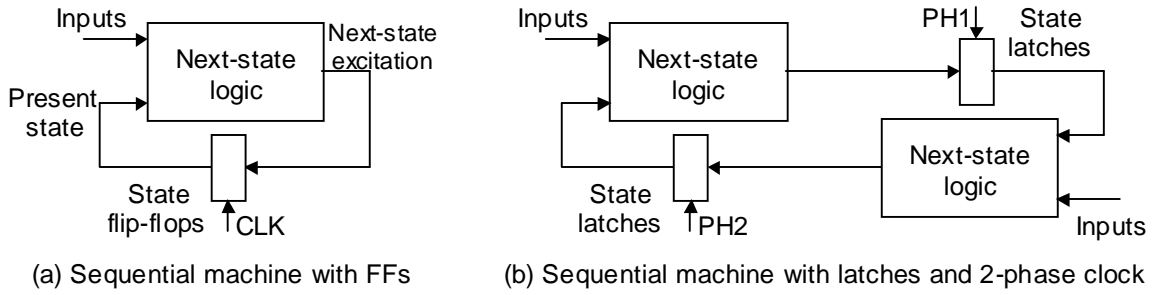 Inputs
Next-state
logic
Next-state
excitation
Present
state
State
flip-flops
CLK
(a) Sequential machine with FFs
Inputs
Next-state
logic
PH1
State
latches
Next-state
logic
Inputs
State
latches
PH2
(b) Sequential machine with latches and 2-phase clock